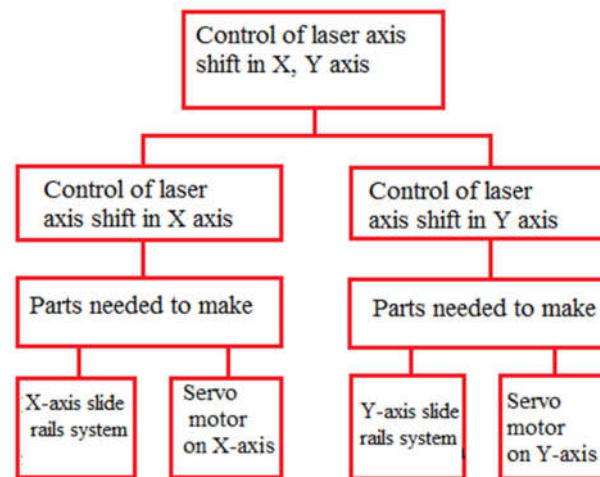 Control of laser axis
shift in X, Y axis
Control of laser
axis shift in X axis
Control of laser
axis shift in Y axis
Parts needed to make
Parts needed to make
X-axis slide
rails system
Servo
motor
on X-axis
Y-axis slide
rails system
Servo
motor
on Y-axis